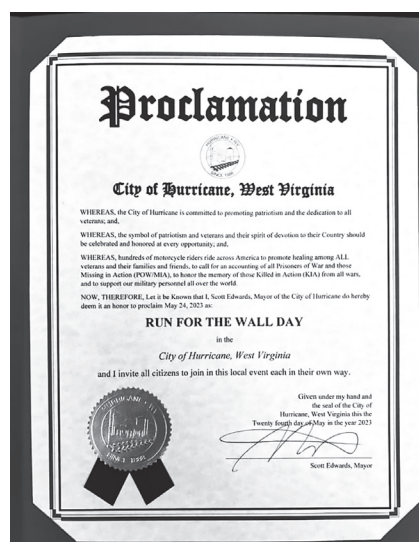 Proclamation
HURRICANE
SINCE 1888
City of Hurricane, West Virginia
WHEREAS, the City of Hurricane is committed to promoting patriotism and the dedication to all
veterans; and,
WHEREAS, the symbol of patriotism and veterans and their spirit of devotion to their Country should
be celebrated and honored at every opportunity; and,
WHEREAS, hundreds of motorcycle riders ride across America to promote healing among ALL
veterans and their families and friends, to call for an accounting of all Prisoners of War and those
Missing in Action (POW/MIA), to honor the memory of those Killed in Action (KIA) from all wars,
and to support our military personnel all over the world.
NOW, THEREFORE, Let it be Known that I, Scott Edwards, Mayor of the City of Hurricane do hereby
deem it an honor to proclaim May 24, 2023 as:
RUN FOR THE WALL DAY
in the
City of Hurricane, West Virginia
and I invite all citizens to join in this local event each in their own way.
Given under my hand and
the seal of the City of
Hurricane, West Virginia this the
Twenty fourth day of May in the year 2023
HURRICANE CITY
SINCE 1888
Scott Edwards, Mayor